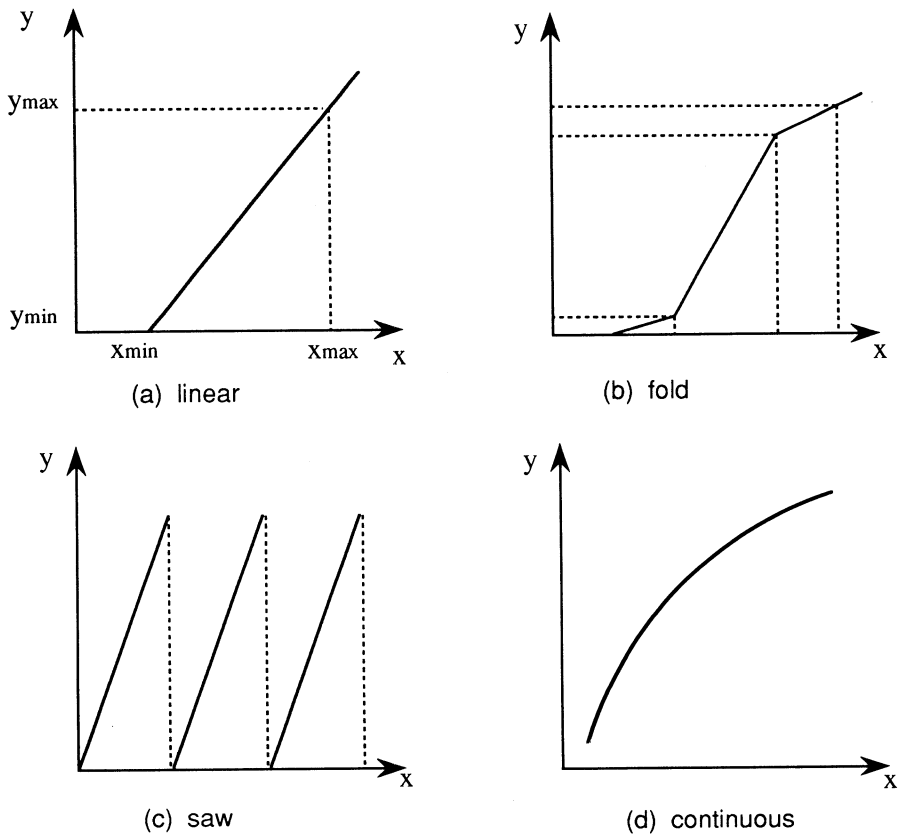 y
ymax
ymin
xmin
xmax
x
(a) linear
y
x
(b) fold
y
x
(c) saw
y
x
(d) continuous